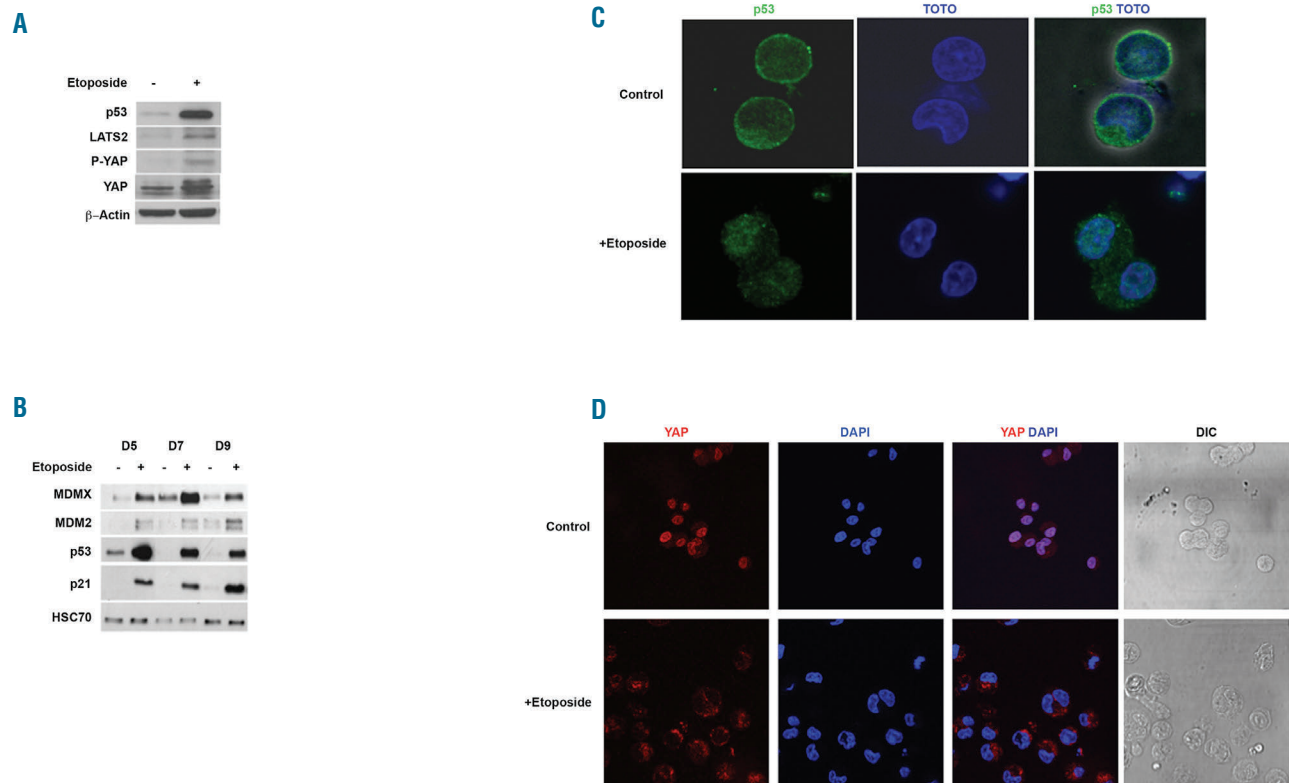 A
Etoposide - +
p53
LATS2
P-YAP
YAP
β–Actin
B
D5 D7 D9
Etoposide - + - + - +
MDMX
MDM2
p53
p21
HSC70
C
p53 TOTO p53 TOTO
Control
+Etoposide
D
YAP DAPI YAP DAPI DIC
Control
+Etoposide